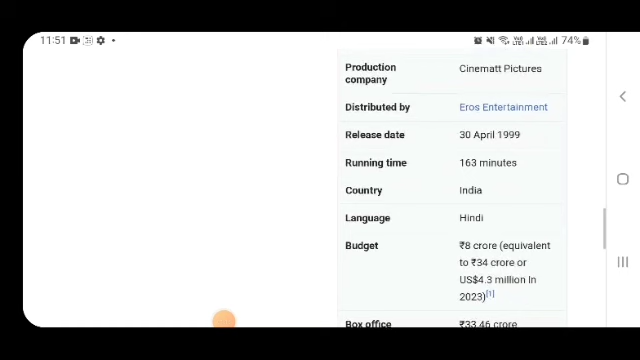 11:51 74%
Production company Cinematt Pictures
Distributed by Eros Entertainment
Release date 30 April 1999
Running time 163 minutes
Country India
Language Hindi
Budget ₹8 crore (equivalent
to ₹34 crore or
US$4.3 million in
2023)[1]
Box office ₹33.46 crore